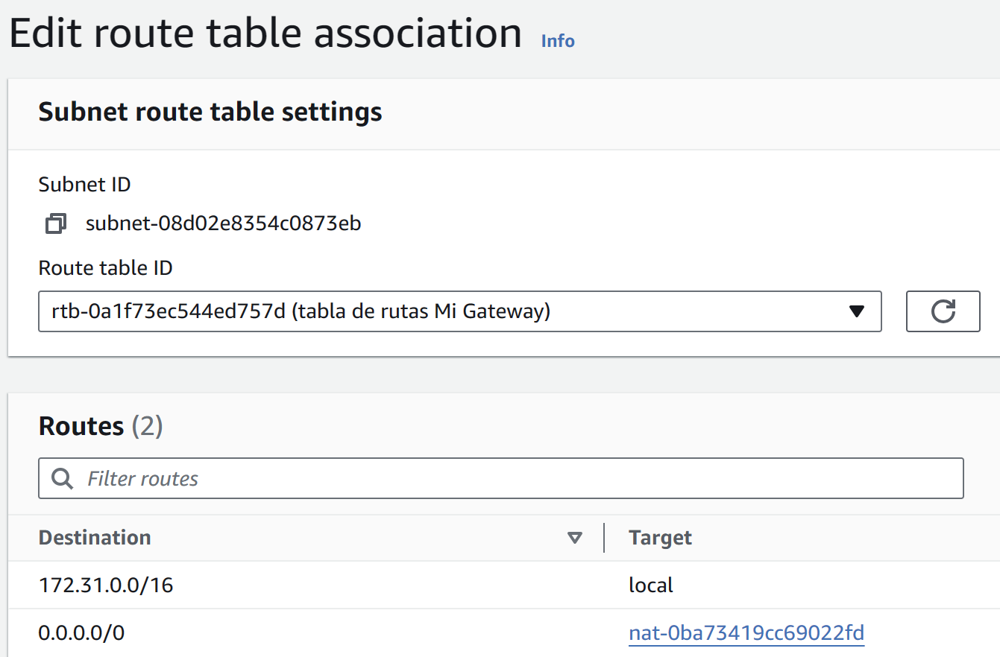 Edit route table association Info
Subnet route table settings
Subnet ID
subnet-08d02e8354c0873eb
Route table ID
rtb-0a1f73ec544ed757d (tabla de rutas Mi Gateway)
Routes (2)
Filter routes
Destination Target
172.31.0.0/16 local
0.0.0.0/0 nat-0ba73419cc69022fd